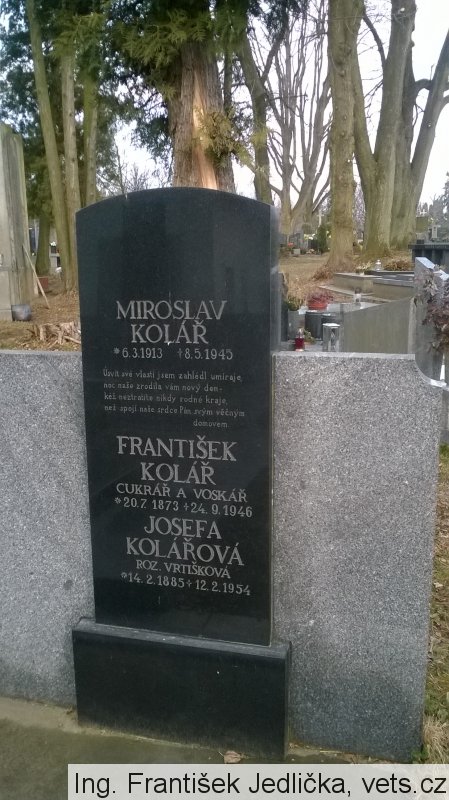 MIROSLAV
KOLÁŘ
*6.3.1913 +8.5.1945
Úsvit své vlasti jsem zahlédl umíraje,
noc naše zrodila vám nový den-
kéž neztratíte nikdy rodné kraje,
než spojí naše srdce Pán svým věčným
domovem.
FRANTIŠEK
KOLÁŘ
CUKRÁŘ A VOSKÁŘ
*20.7.1873 +24.9.1946
JOSEFA
KOLÁŘOVÁ
ROZ. VRTIŠKOVÁ
*14.2.1885 +12.2.1954
Ing. František Jedlička, vets.cz